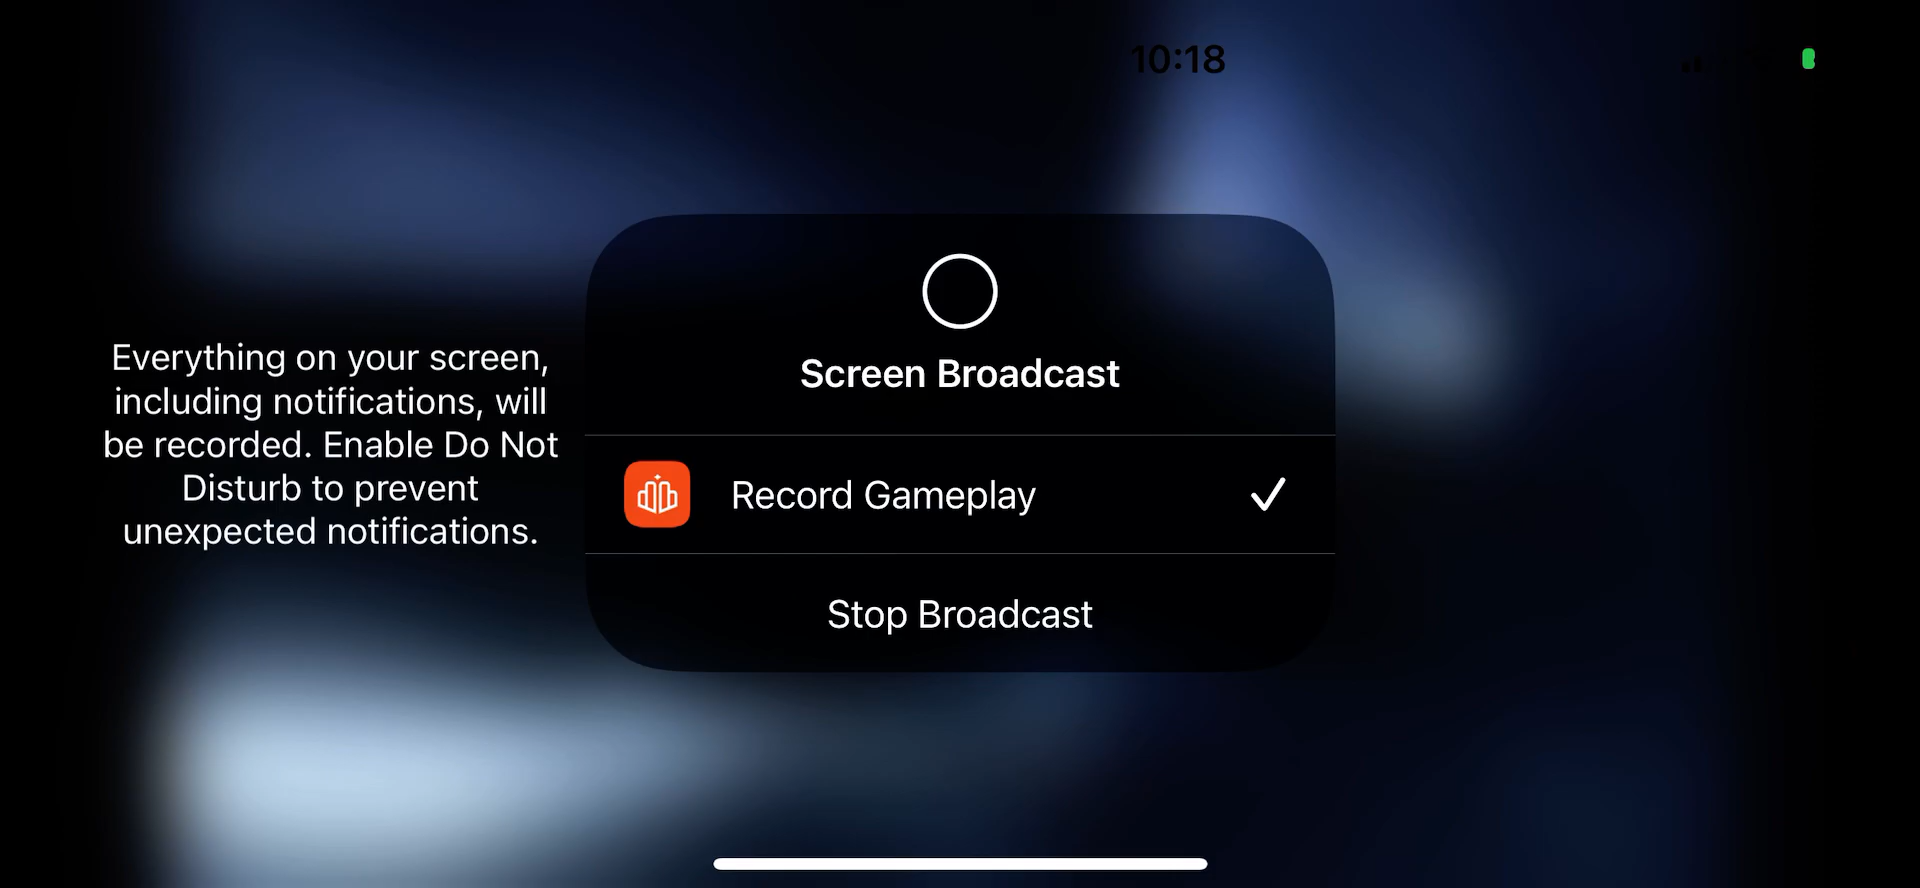 10:18
Everything on your screen,
including notifications, will
be recorded. Enable Do Not
Disturb to prevent
unexpected notifications.
Screen Broadcast
Record Gameplay
Stop Broadcast